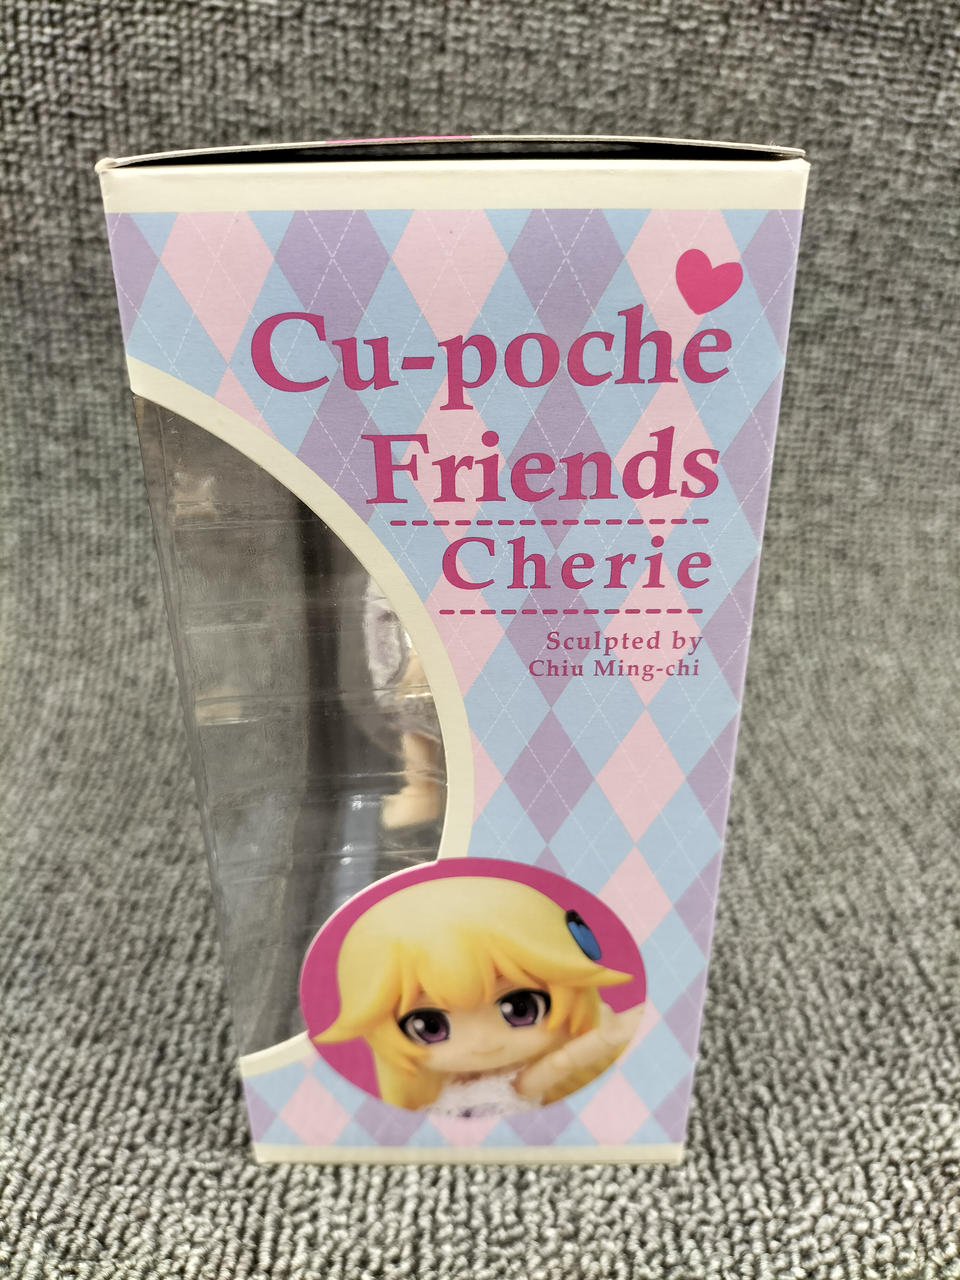 Cu-poche
Friends
Cherie
Sculpted by
Chiu Ming-chi